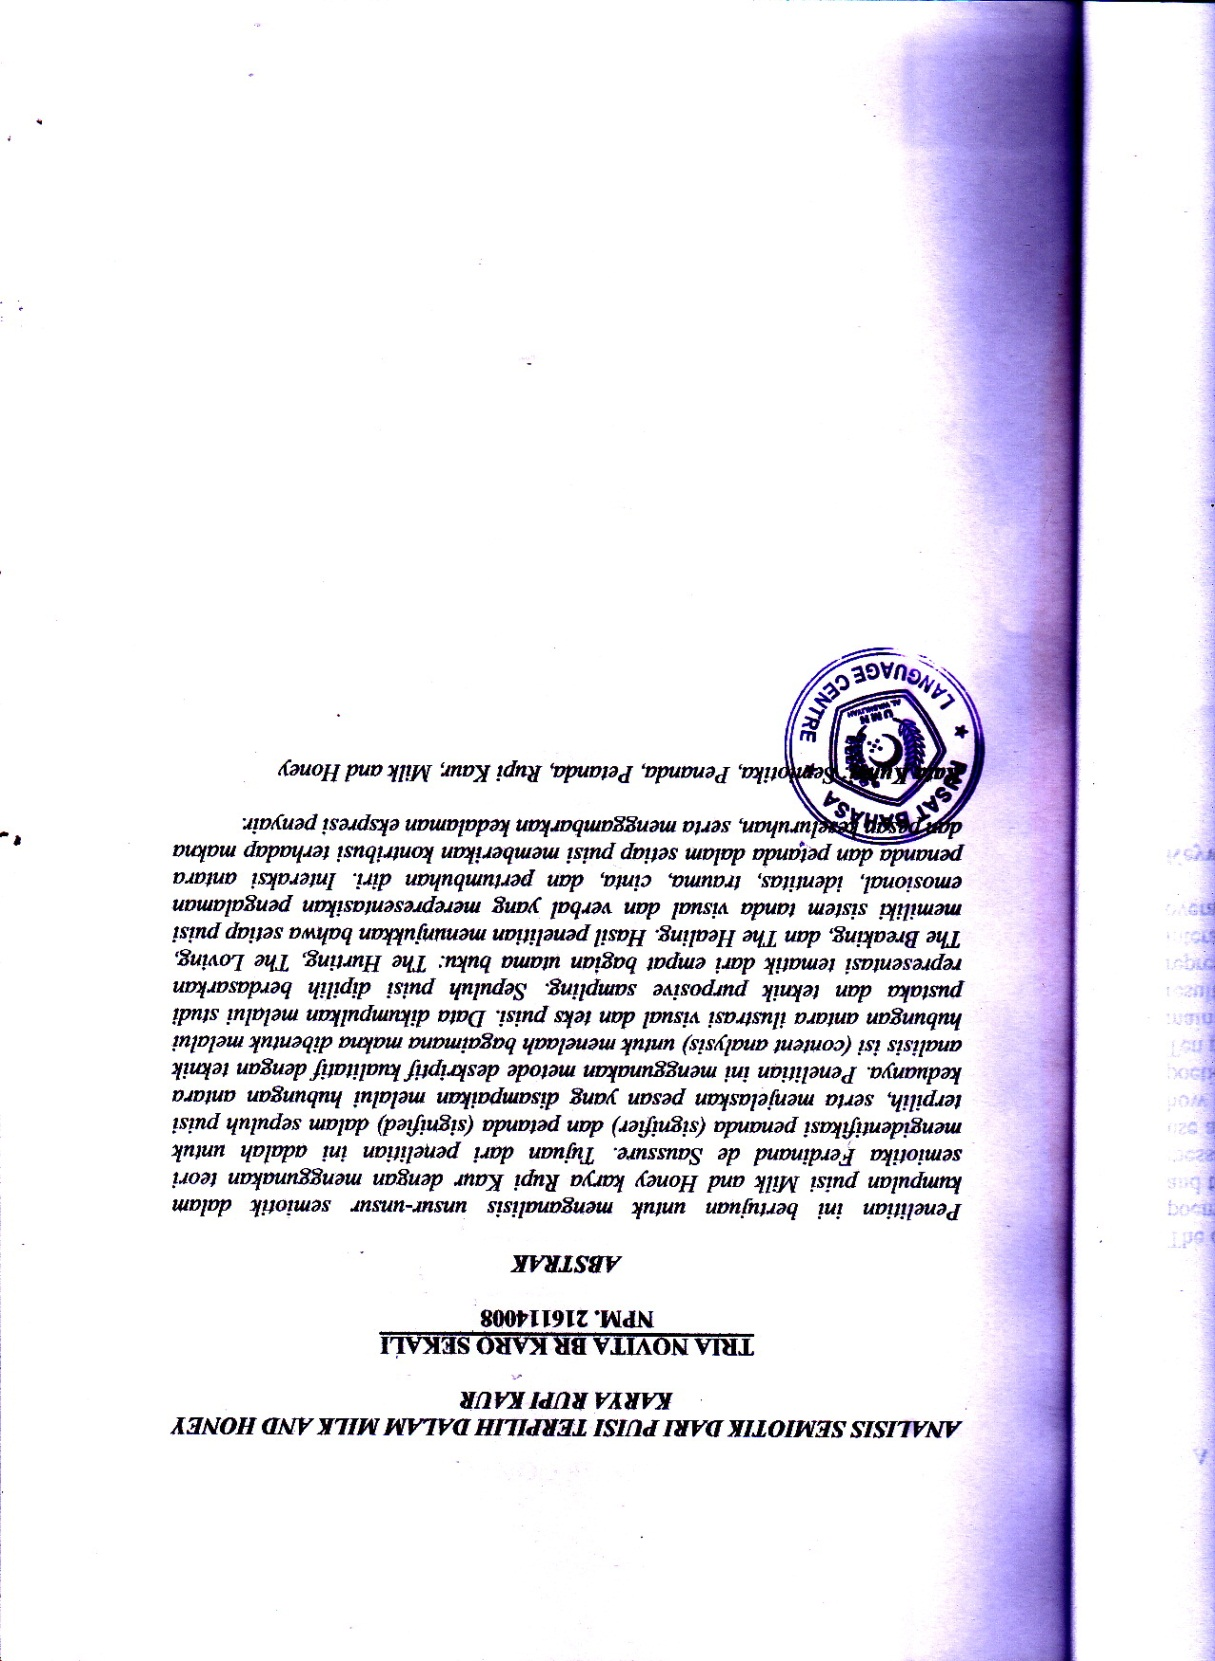 ANALISIS SEMIOTIK DARI PUISI TERPILIH DALAM MILK AND HONEY
KARYA RUPI KAUR
TRIA NOVITA BR KARO SEKALI
NPM. 216114008
ABSTRAK
Penelitian ini bertujuan untuk menganalisis unsur-unsur semiotik dalam
kumpulan puisi Milk and Honey karya Rupi Kaur dengan menggunakan teori
semiotika Ferdinand de Saussure. Tujuan dari penelitian ini adalah untuk
mengidentifikasi penanda (signifier) dan petanda (signified) dalam sepuluh puisi
terpilih, serta menjelaskan pesan yang disampaikan melalui hubungan antara
keduanya. Penelitian ini menggunakan metode deskriptif kualitatif dengan teknik
analisis isi (content analysis) untuk menelaah bagaimana makna dibentuk melalui
hubungan antara ilustrasi visual dan teks puisi. Data dikumpulkan melalui studi
pustaka dan teknik purposive sampling. Sepuluh puisi dipilih berdasarkan
representasi tematik dari empat bagian utama buku: The Hurting, The Loving,
The Breaking, dan The Healing. Hasil penelitian menunjukkan bahwa setiap puisi
memiliki sistem tanda visual dan verbal yang merepresentasikan pengalaman
emosional, identitas, trauma, cinta, dan pertumbuhan diri. Interaksi antara
penanda dan petanda dalam setiap puisi memberikan kontribusi terhadap makna
dan pesan keseluruhan, serta menggambarkan kedalaman ekspresi penyair.
Kata Kunci: Semiotika, Penanda, Petanda, Rupi Kaur, Milk and Honey
PUSAT BAHASA
UMN
AL WASHLIYAH
LANGUAGE CENTRE